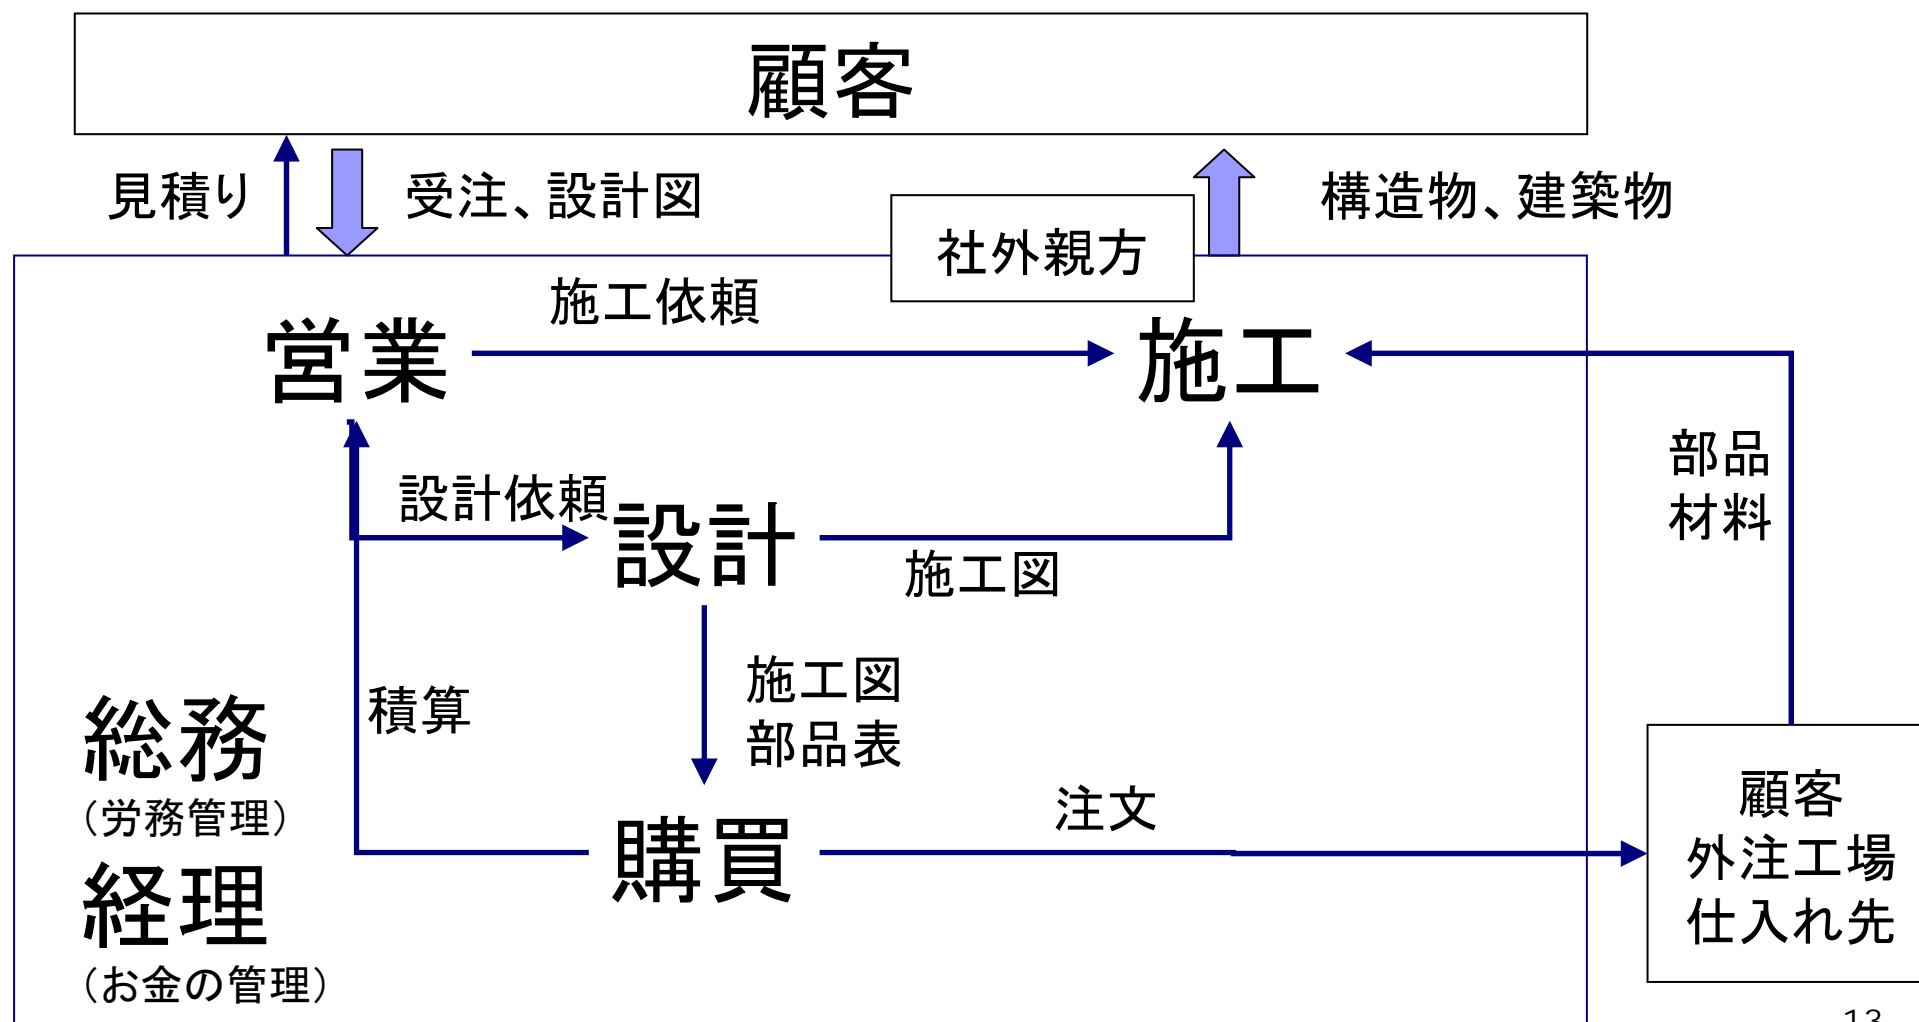 顧客
見積り
受注、設計図
構造物、建築物
社外親方
施工依頼
営業
施工
設計依頼
設計
施工図
部品
材料
積算
施工図
部品表
総務
（労務管理）
購買
注文
経理
（お金の管理）
顧客
外注工場
仕入れ先
13